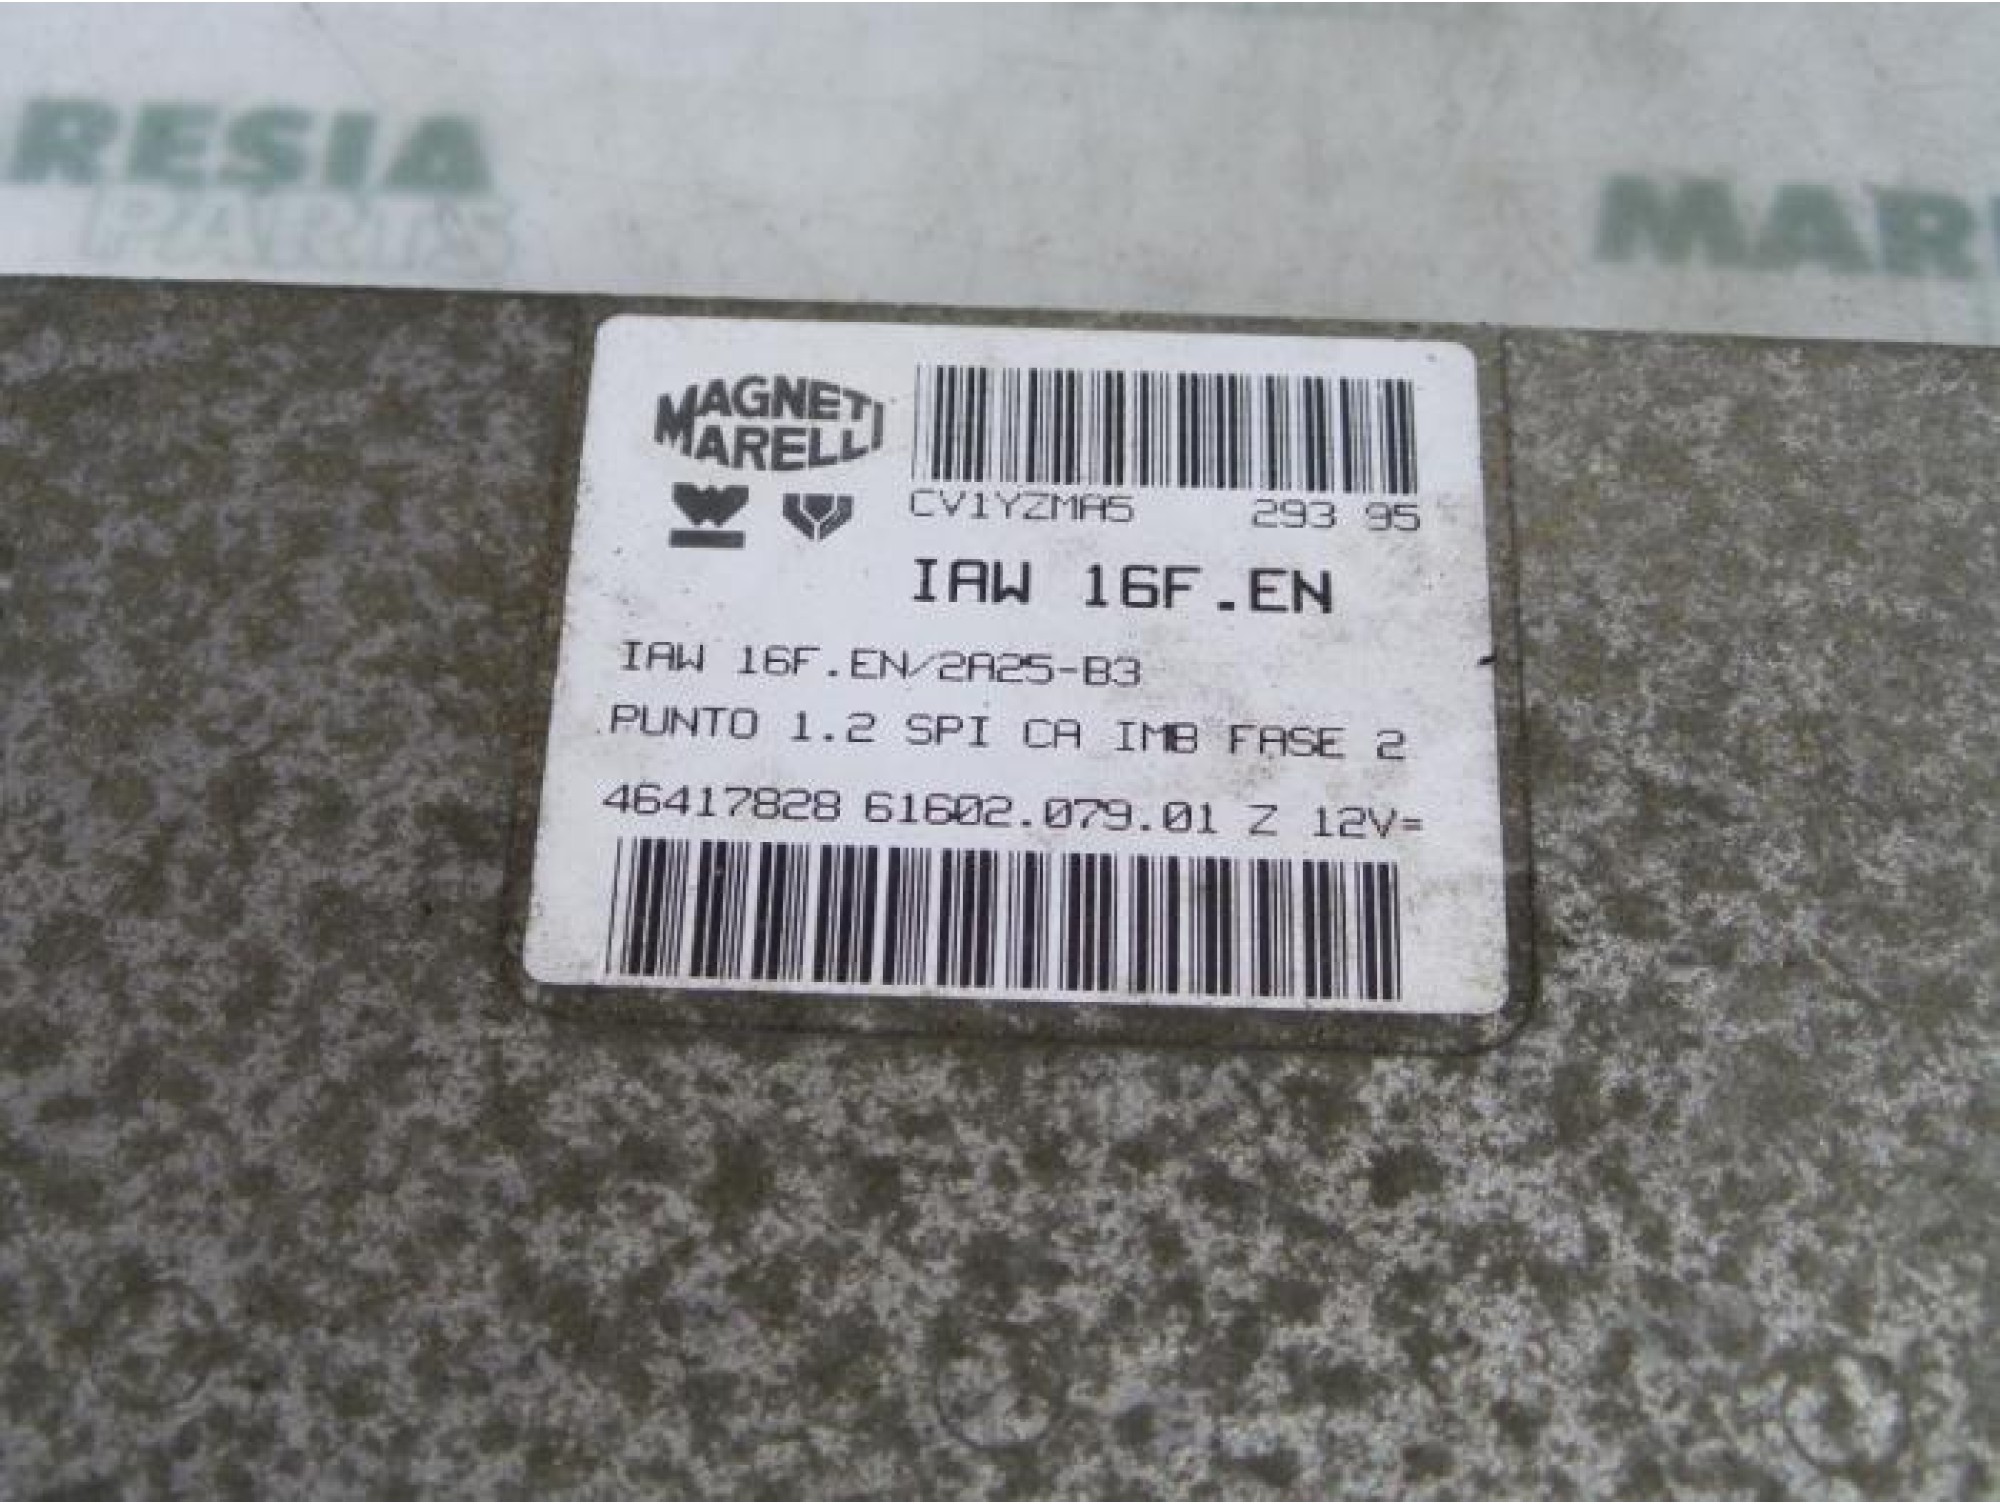 RESIA
PARTS
MAR
MAGNETI
MARELLI
CV1YZMA5 293 95
IAW 16F.EN
IAW 16F.EN/2A25-B3
PUNTO 1.2 SPI CA IMB FASE 2
46417828 61602.079.01 Z 12V=